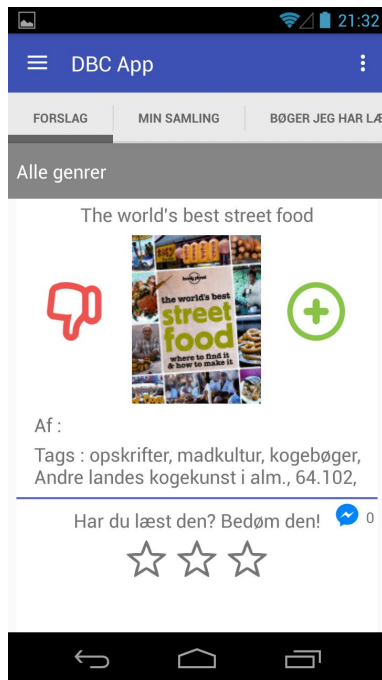 21:32
DBC App
FORSLAG
MIN SAMLING
BØGER JEG HAR LÆ
Alle genrer
The world's best street food
lonely planet
the world's best
street
food
where to find it
& how to make it
Af :
Tags : opskrifter, madkultur, kogebøger,
Andre landes kogekunst i alm., 64.102,
Har du læst den? Bedøm den!
0